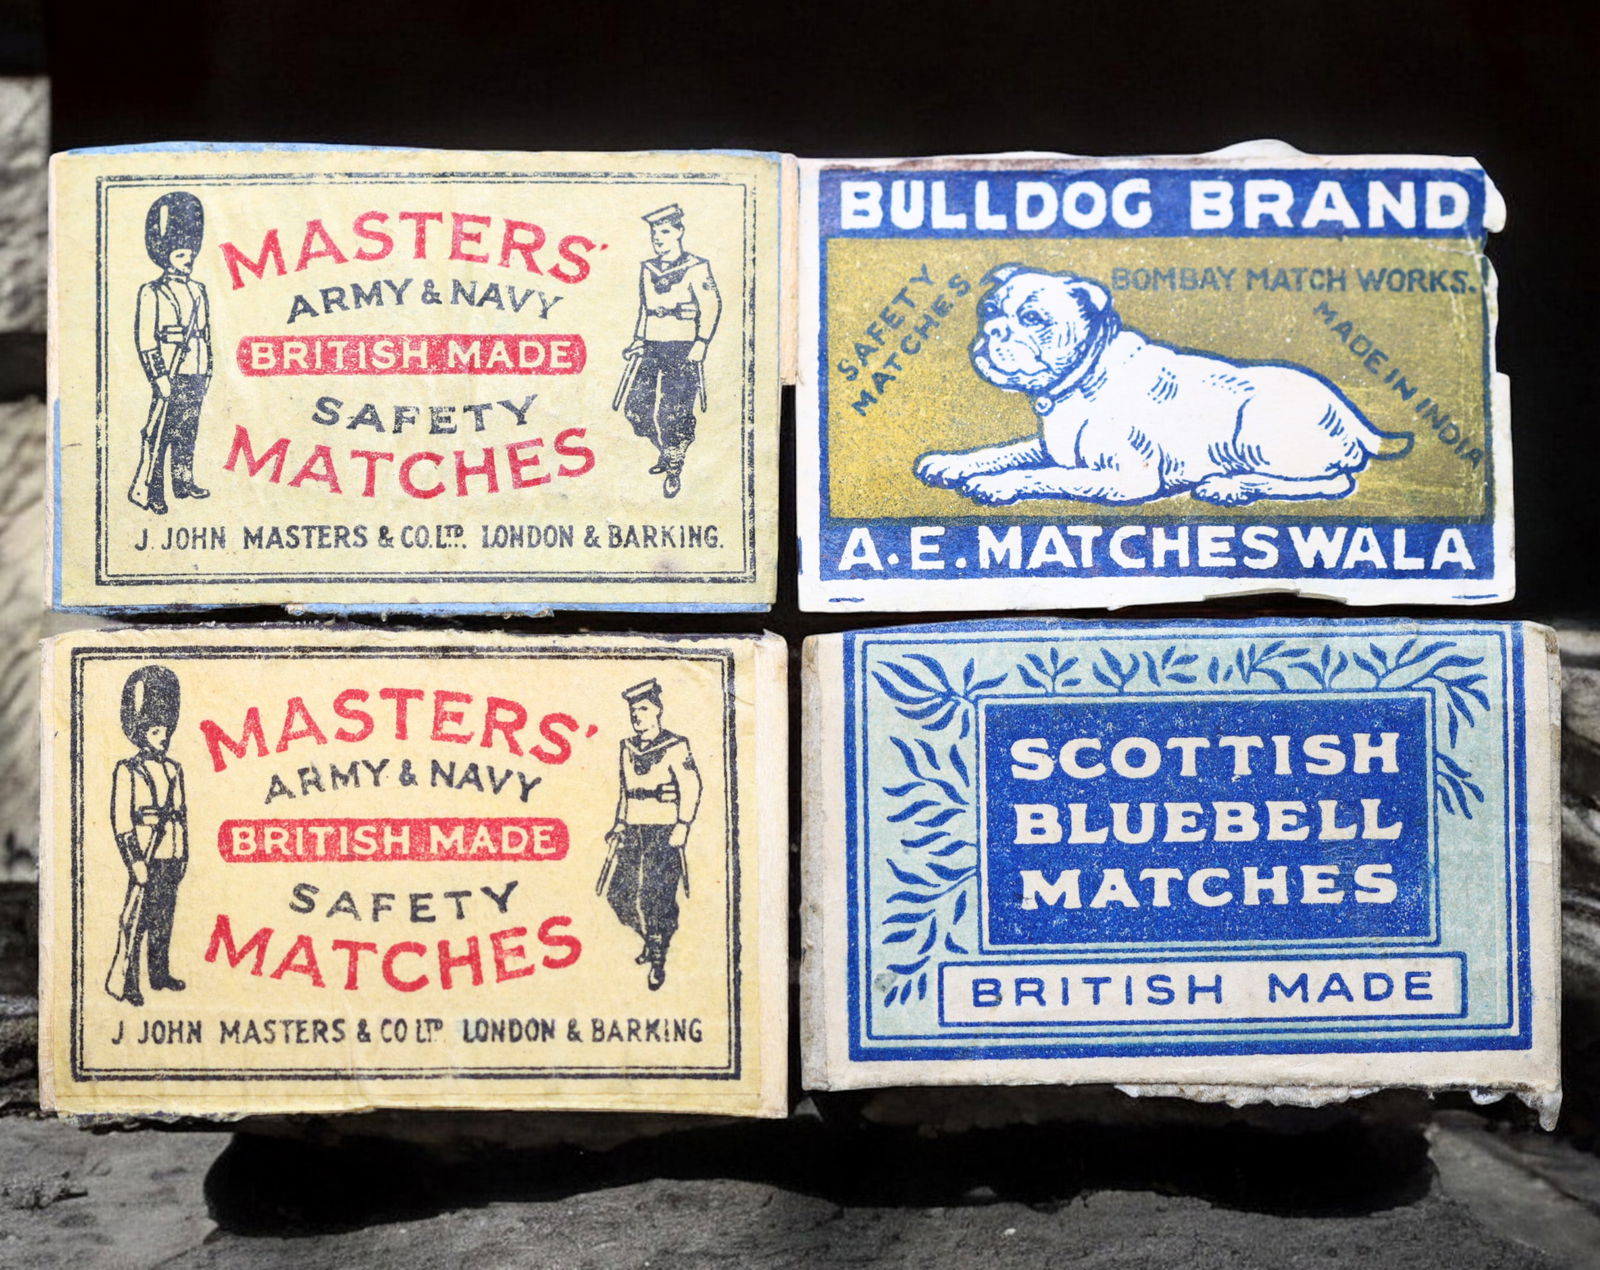 MASTERS'
ARMY & NAVY
BRITISH MADE
SAFETY
MATCHES
J. JOHN MASTERS & CO. LTD. LONDON & BARKING.
BULLDOG BRAND
SAFETY
MATCHES
BOMBAY MATCH WORKS.
MADE IN INDIA
A.E. MATCHESWALA
MASTERS'
ARMY & NAVY
BRITISH MADE
SAFETY
MATCHES
J JOHN MASTERS & CO LTD LONDON & BARKING
SCOTTISH
BLUEBELL
MATCHES
BRITISH MADE